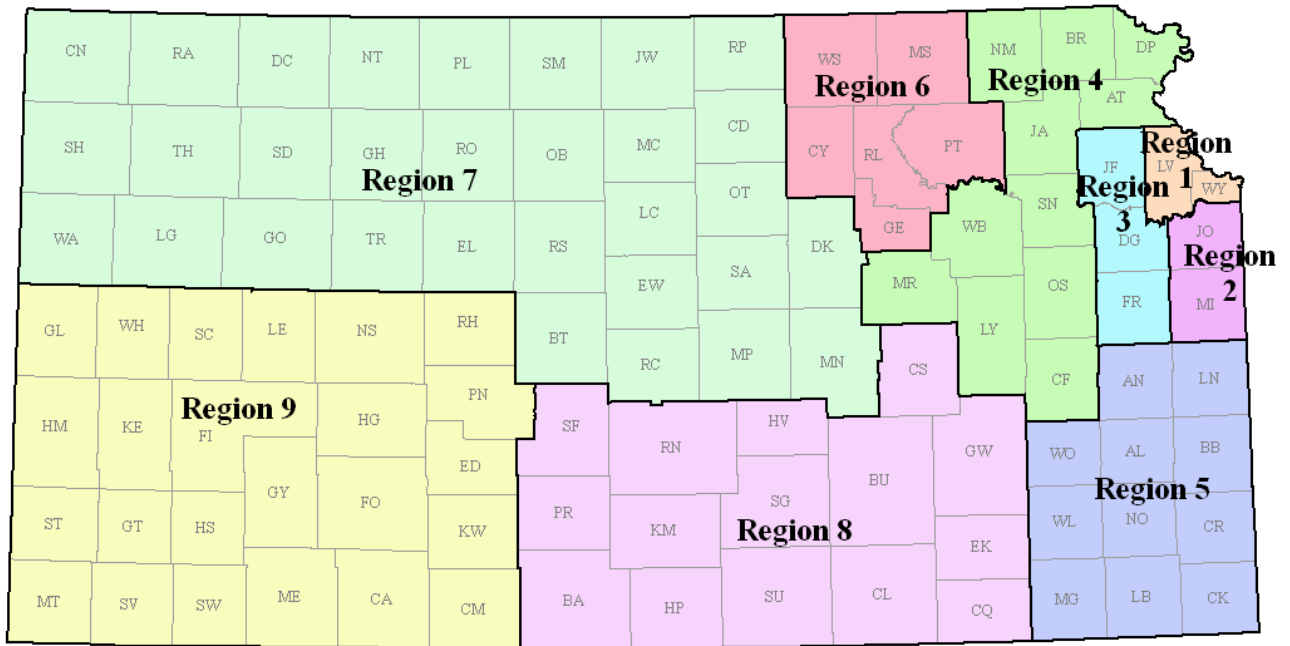 CN RA DC NT PL SM JW RP WS MS NM BR DP
Region 6 Region 4
AT
SH TH SD GH RO OB MC CD CY RL PT JA JF LV
Region 1
WY
Region 7
Region 3
OT SN
WA LG GO TR EL RS LC DK GE WB DG JO
Region 2
EW SA MR OS FR MI
GL WH SC LE NS RH BT RC MP MN LY
CS CF AN LN
HM KE FI HG PN SF RN HV GW WO AL BB
Region 9
ED BU
GY FO SG
Region 5
ST GT HS KW PR KM WL NO CR
Region 8
EK
MT SV SW ME CA CM BA HP SU CL CQ MG LB CK